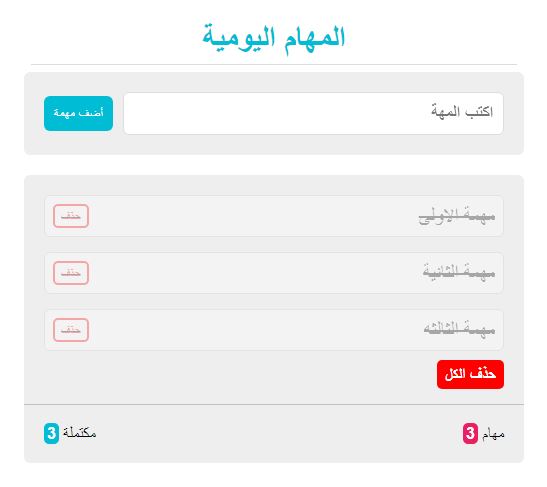 المهام اليومية
اكتب المهة أضف مهمة
مهمة الاولى حذف
مهمة الثانية حذف
مهمة الثالثه حذف
حذف الكل
مهام 3 مكتملة 3